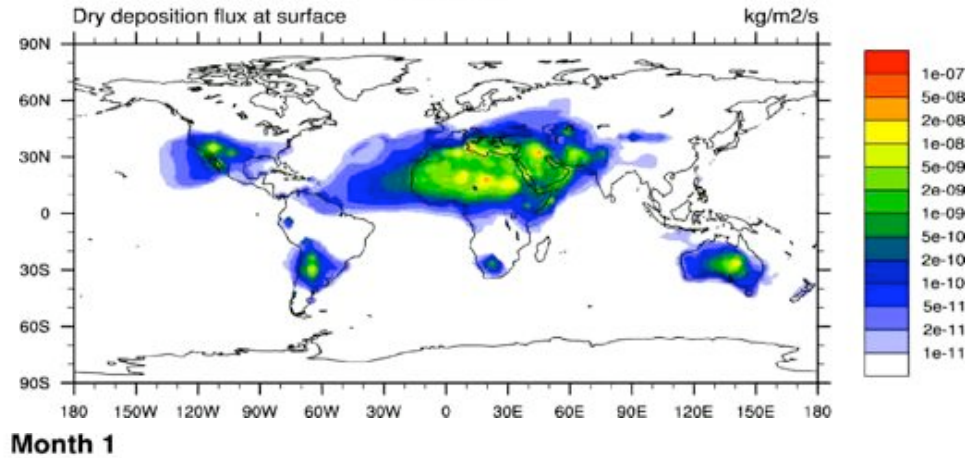 Dry deposition flux at surface kg/m2/s
90N
60N
30N
0
30S
60S
90S
180 150W 120W 90W 60W 30W 0 30E 60E 90E 120E 150E 180
1e-07
5e-08
2e-08
1e-08
5e-09
2e-09
1e-09
5e-10
2e-10
1e-10
5e-11
2e-11
1e-11
Month 1